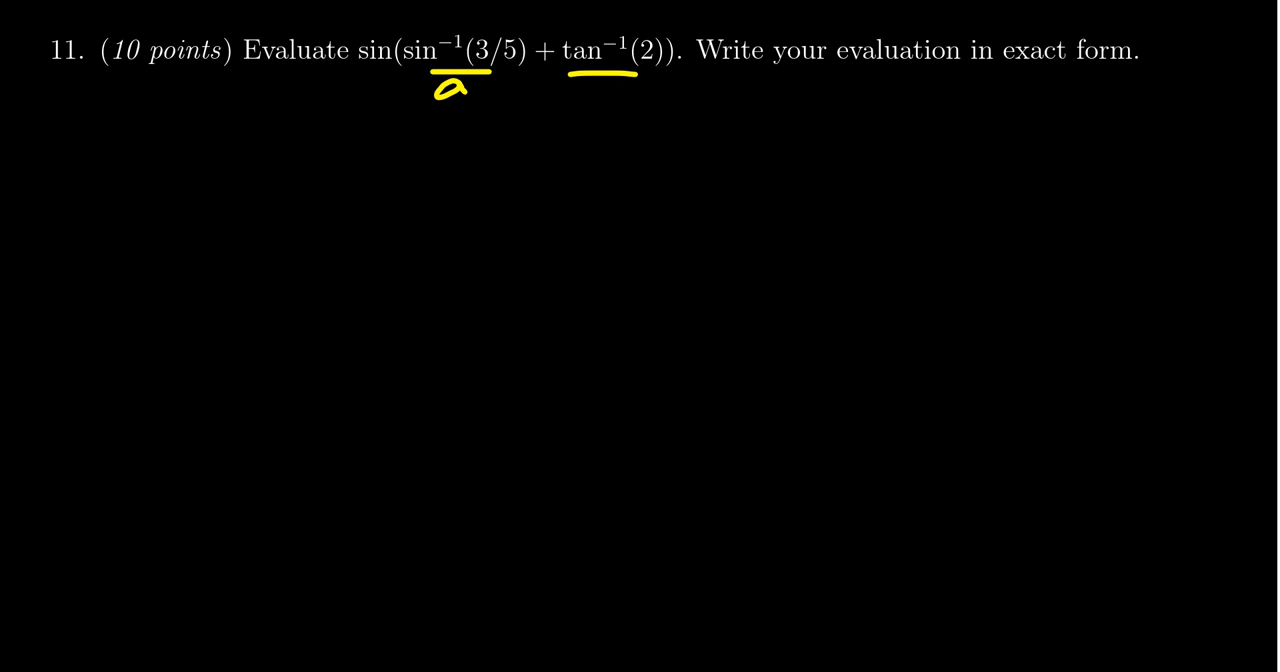 11. (10 points) Evaluate sin(sin⁻¹(3/5) + tan⁻¹(2)). Write your evaluation in exact form.
a